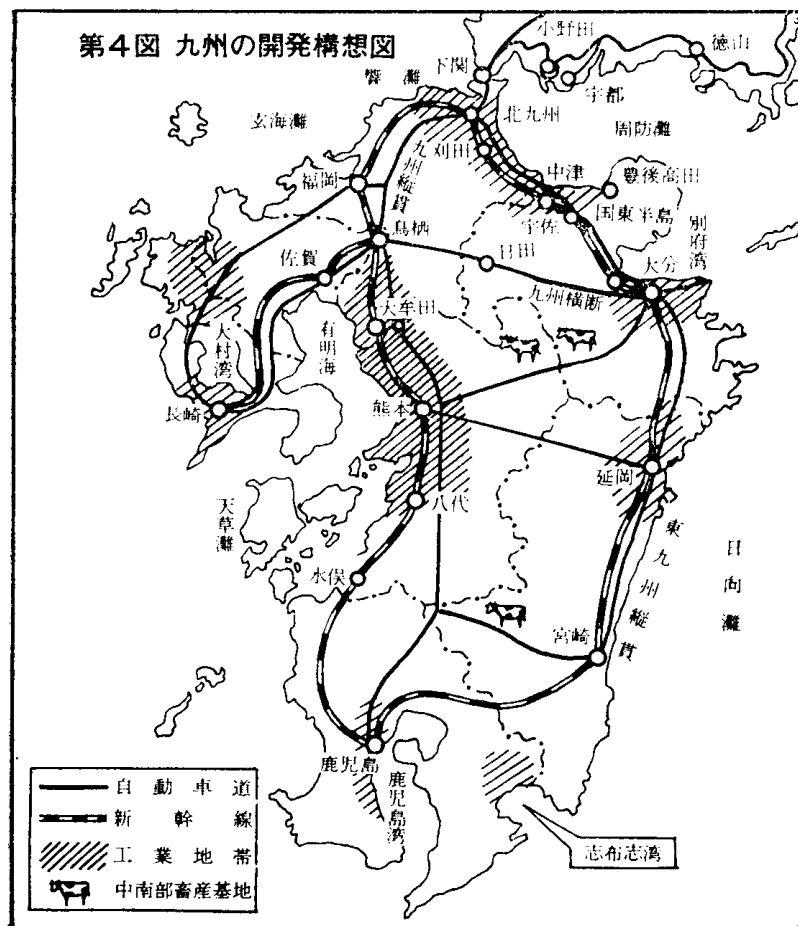 第4図 九州の開発構想図
小野田
徳山
下関
響灘
宇都
北九州
玄海灘
周防灘
刈田
九州縦貫
中津
豊後高田
福岡
宇佐
国東半島
鳥栖
別府湾
佐賀
日田
大分
九州横断
大牟田
有明海
大村湾
長崎
熊本
延岡
八代
天草灘
東九州縦貫
日向灘
水俣
宮崎
鹿児島
鹿児島湾
志布志湾
自動車道
新幹線
工業地帯
中南部畜産基地